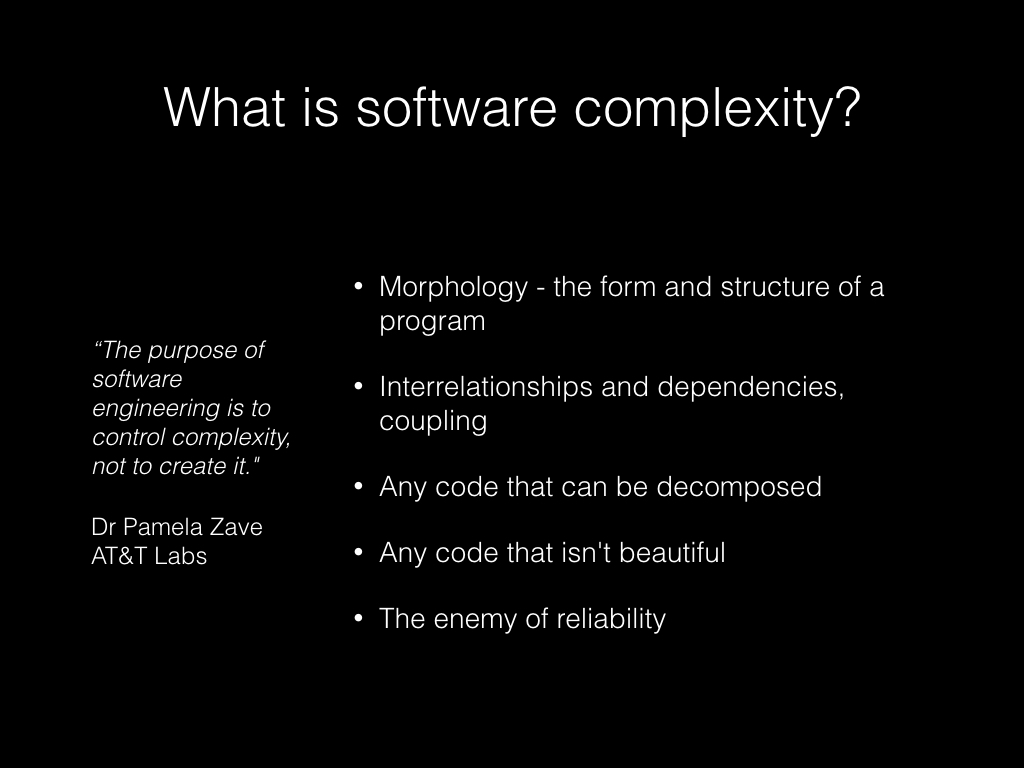 What is software complexity?
“The purpose of
software
engineering is to
control complexity,
not to create it."
Dr Pamela Zave
AT&T Labs
• Morphology - the form and structure of a
program
• Interrelationships and dependencies,
coupling
• Any code that can be decomposed
• Any code that isn't beautiful
• The enemy of reliability